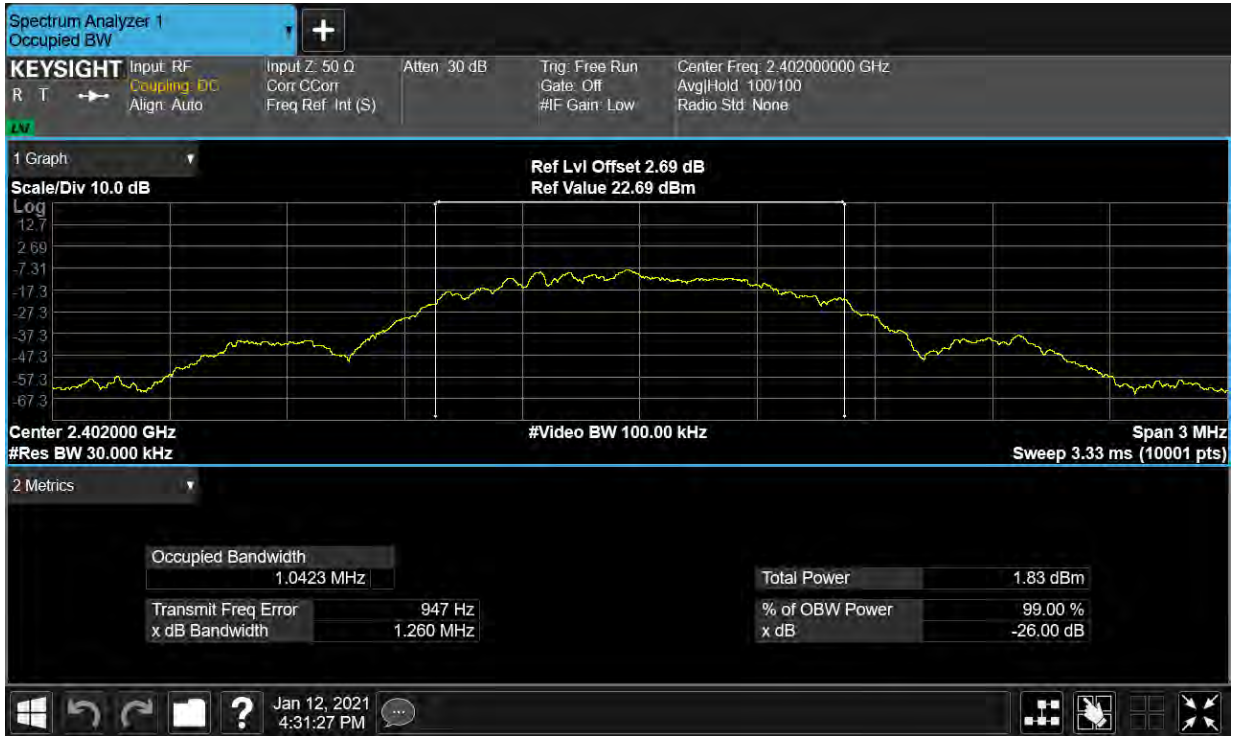 Spectrum Analyzer 1
Occupied BW
KEYSIGHT
R T
Input: RF
Coupling: DC
Align: Auto
Input Z: 50 Ω
Corr CCorr
Freq Ref: Int (S)
Atten: 30 dB
Trig: Free Run
Gate: Off
#IF Gain: Low
Center Freq: 2.402000000 GHz
Avg|Hold: 100/100
Radio Std: None
1 Graph
Scale/Div 10.0 dB
Ref Lvl Offset 2.69 dB
Ref Value 22.69 dBm
Log
12.7
2.69
-7.31
-17.3
-27.3
-37.3
-47.3
-57.3
-67.3
Center 2.402000 GHz
#Video BW 100.00 kHz
Span 3 MHz
#Res BW 30.000 kHz
Sweep 3.33 ms (10001 pts)
2 Metrics
Occupied Bandwidth
1.0423 MHz
Total Power 1.83 dBm
Transmit Freq Error 947 Hz
% of OBW Power 99.00 %
x dB Bandwidth 1.260 MHz
x dB -26.00 dB
?
Jan 12, 2021
4:31:27 PM